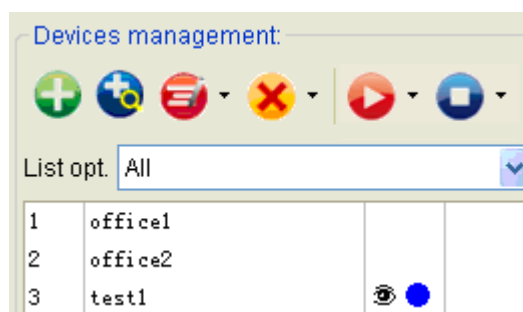 Devices management:
List opt. All
1 office1
2 office2
3 test1